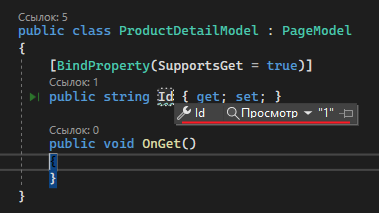 Ссылок: 5
public class ProductDetailModel : PageModel
{
[BindProperty(SupportsGet = true)]
Ссылок: 1
public string Id { get; set; }
Id Просмотр "1"
Ссылок: 0
public void OnGet()
{
}
}